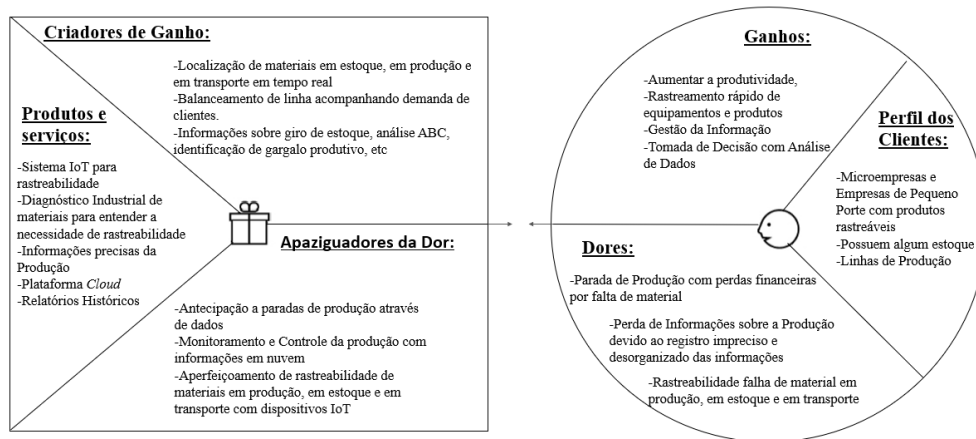 Criadores de Ganho:
-Localização de materiais em estoque, em produção e
em transporte em tempo real
-Balanceamento de linha acompanhando demanda de
clientes.
-Informações sobre giro de estoque, análise ABC,
identificação de gargalo produtivo, etc
Produtos e
serviços:
-Sistema IoT para
rastreabilidade
-Diagnóstico Industrial de
materiais para entender a
necessidade de rastreabilidade
-Informações precisas da
Produção
-Plataforma Cloud
-Relatórios Históricos
Apaziguadores da Dor:
-Antecipação a paradas de produção através
de dados
-Monitoramento e Controle da produção com
informações em nuvem
-Aperfeiçoamento de rastreabilidade de
materiais em produção, em estoque e em
transporte com dispositivos IoT
Ganhos:
-Aumentar a produtividade,
-Rastreamento rápido de
equipamentos e produtos
-Gestão da Informação
-Tomada de Decisão com Análise
de Dados
Perfil dos
Clientes:
-Microempresas e
Empresas de Pequeno
Porte com produtos
rastreáveis
-Possuem algum estoque
-Linhas de Produção
Dores:
-Parada de Produção com perdas financeiras
por falta de material
-Perda de Informações sobre a Produção
devido ao registro impreciso e
desorganizado das informações
-Rastreabilidade falha de material em
produção, em estoque e em transporte